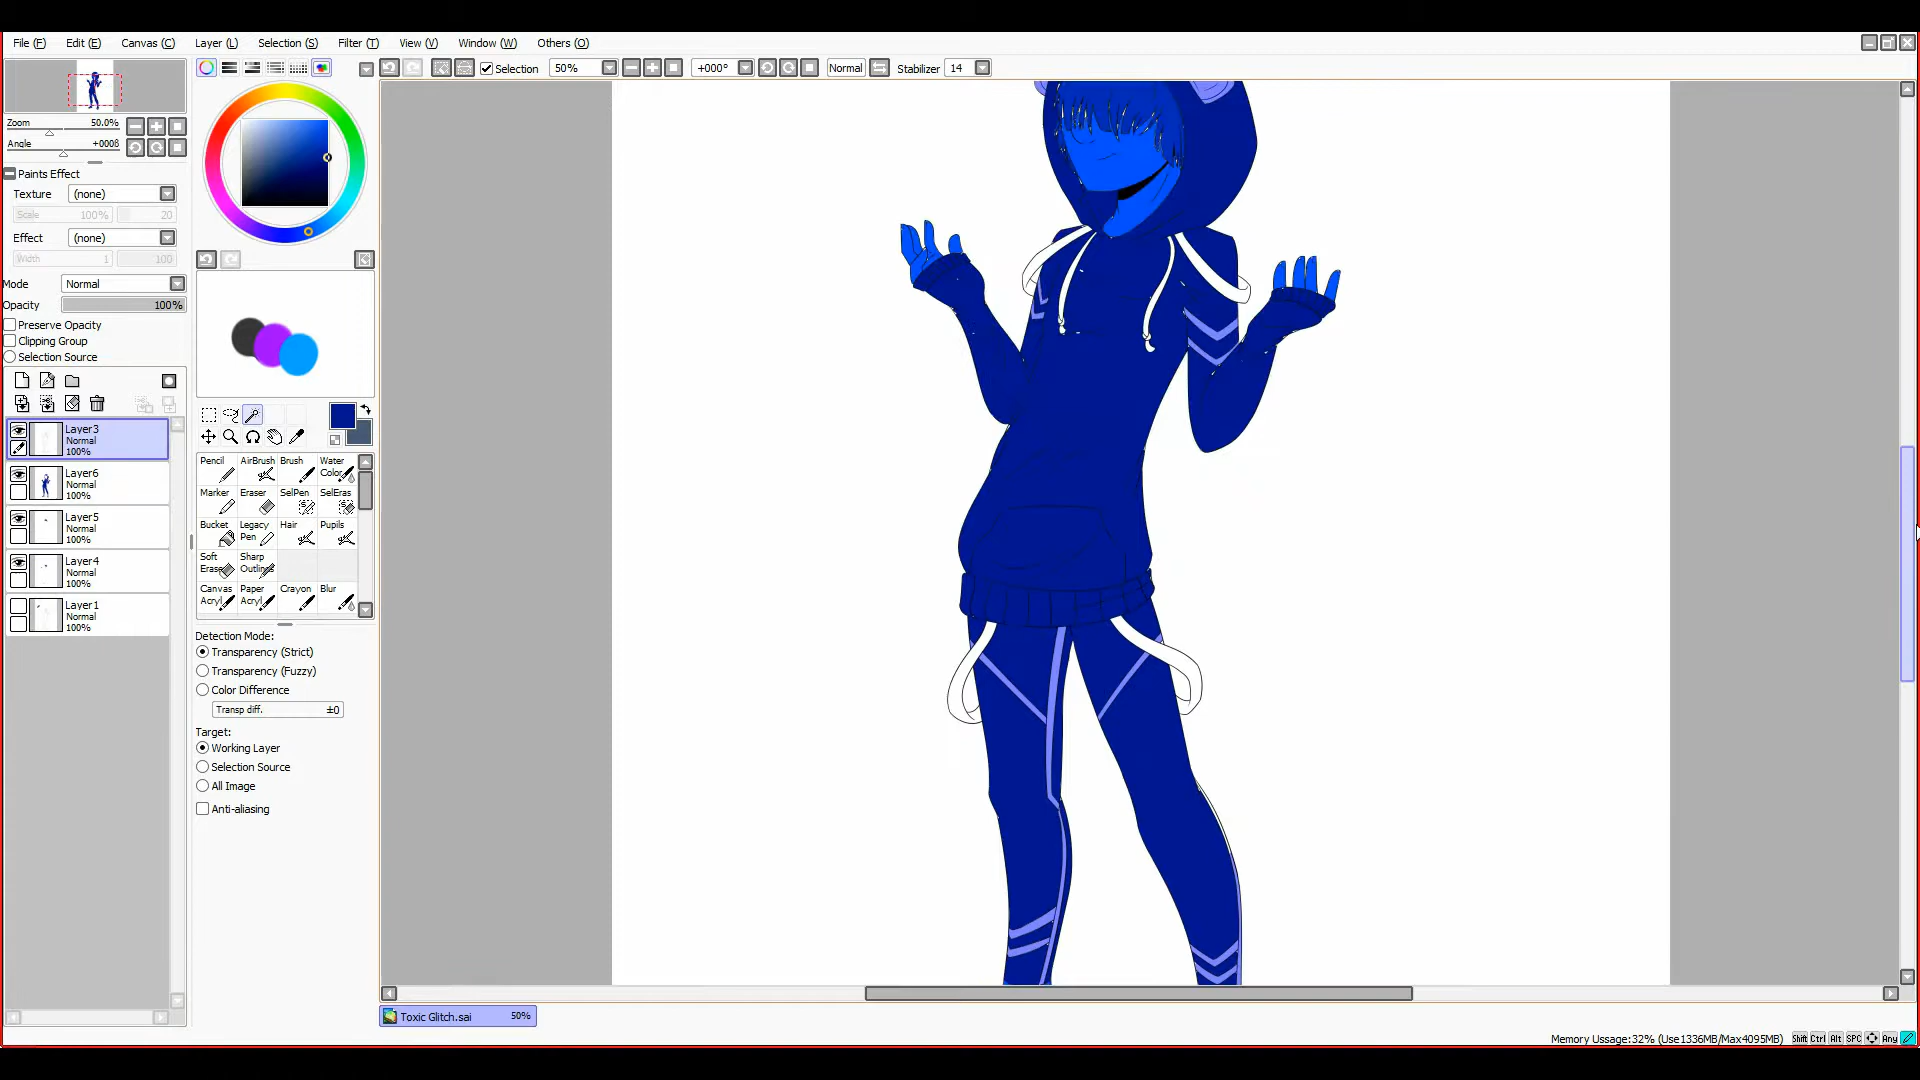 File (F) Edit (E) Canvas (C) Layer (L) Selection (S) Filter (T) View (V) Window (W) Others (O)
Selection 50% +000° Normal Stabilizer 14
Zoom 50.0%
Angle +0008
Paints Effect
Texture (none)
Scale 100% 20
Effect (none)
Width 1 100
Mode Normal
Opacity 100%
Preserve Opacity
Clipping Group
Selection Source
Layer3
Normal
100%
Layer6
Normal
100%
Layer5
Normal
100%
Layer4
Normal
100%
Layer1
Normal
100%
Pencil AirBrush Brush Water Color
Marker Eraser SelPen SelEras
Bucket Legacy Pen Hair Pupils
Soft Eraser Sharp Outlines
Canvas Acryl Paper Acryl Crayon Blur
Detection Mode:
Transparency (Strict)
Transparency (Fuzzy)
Color Difference
Transp diff. ±0
Target:
Working Layer
Selection Source
All Image
Anti-aliasing
Toxic Glitch.sai 50%
Memory Ussage:32% (Use1336MB/Max4095MB) Shift Ctrl Alt SPC Any